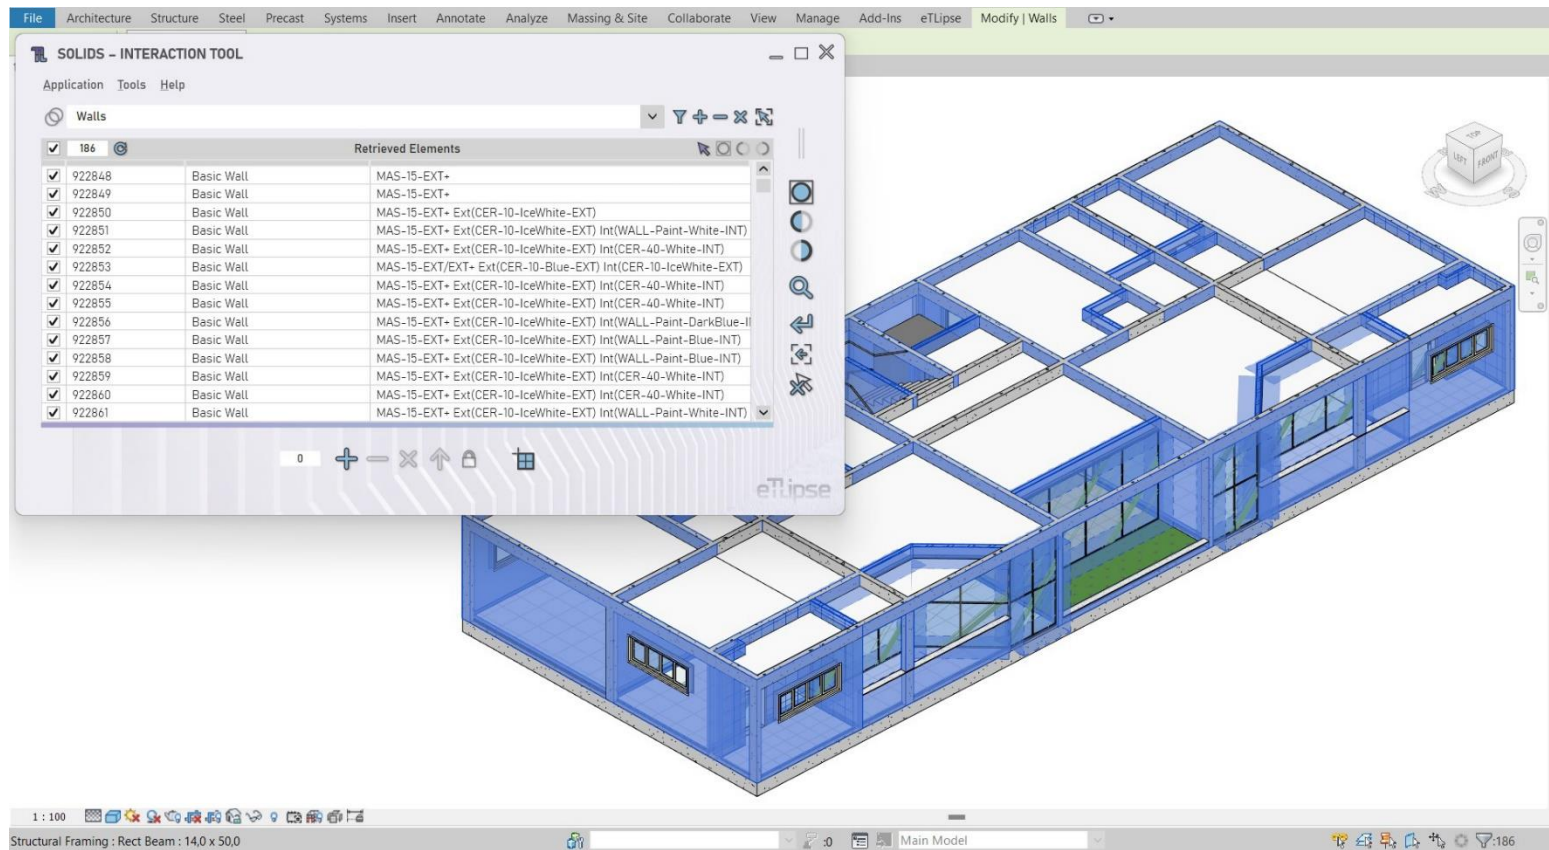 File Architecture Structure Steel Precast Systems Insert Annotate Analyze Massing & Site Collaborate View Manage Add-Ins eTLipse Modify | Walls
SOLIDS – INTERACTION TOOL
Application Tools Help
Walls
186 Retrieved Elements
922848 Basic Wall MAS-15-EXT+
922849 Basic Wall MAS-15-EXT+
922850 Basic Wall MAS-15-EXT+ Ext(CER-10-IceWhite-EXT)
922851 Basic Wall MAS-15-EXT+ Ext(CER-10-IceWhite-EXT) Int(WALL-Paint-White-INT)
922852 Basic Wall MAS-15-EXT+ Ext(CER-10-IceWhite-EXT) Int(CER-40-White-INT)
922853 Basic Wall MAS-15-EXT/EXT+ Ext(CER-10-Blue-EXT) Int(CER-10-IceWhite-EXT)
922854 Basic Wall MAS-15-EXT+ Ext(CER-10-IceWhite-EXT) Int(CER-40-White-INT)
922855 Basic Wall MAS-15-EXT+ Ext(CER-10-IceWhite-EXT) Int(CER-40-White-INT)
922856 Basic Wall MAS-15-EXT+ Ext(CER-10-IceWhite-EXT) Int(WALL-Paint-DarkBlue-I
922857 Basic Wall MAS-15-EXT+ Ext(CER-10-IceWhite-EXT) Int(WALL-Paint-Blue-INT)
922858 Basic Wall MAS-15-EXT+ Ext(CER-10-IceWhite-EXT) Int(WALL-Paint-Blue-INT)
922859 Basic Wall MAS-15-EXT+ Ext(CER-10-IceWhite-EXT) Int(CER-40-White-INT)
922860 Basic Wall MAS-15-EXT+ Ext(CER-10-IceWhite-EXT) Int(CER-40-White-INT)
922861 Basic Wall MAS-15-EXT+ Ext(CER-10-IceWhite-EXT) Int(WALL-Paint-White-INT)
0
eTLipse
TOP
LEFT FRONT
1 : 100
Structural Framing : Rect Beam : 14,0 x 50,0 :0 Main Model :186